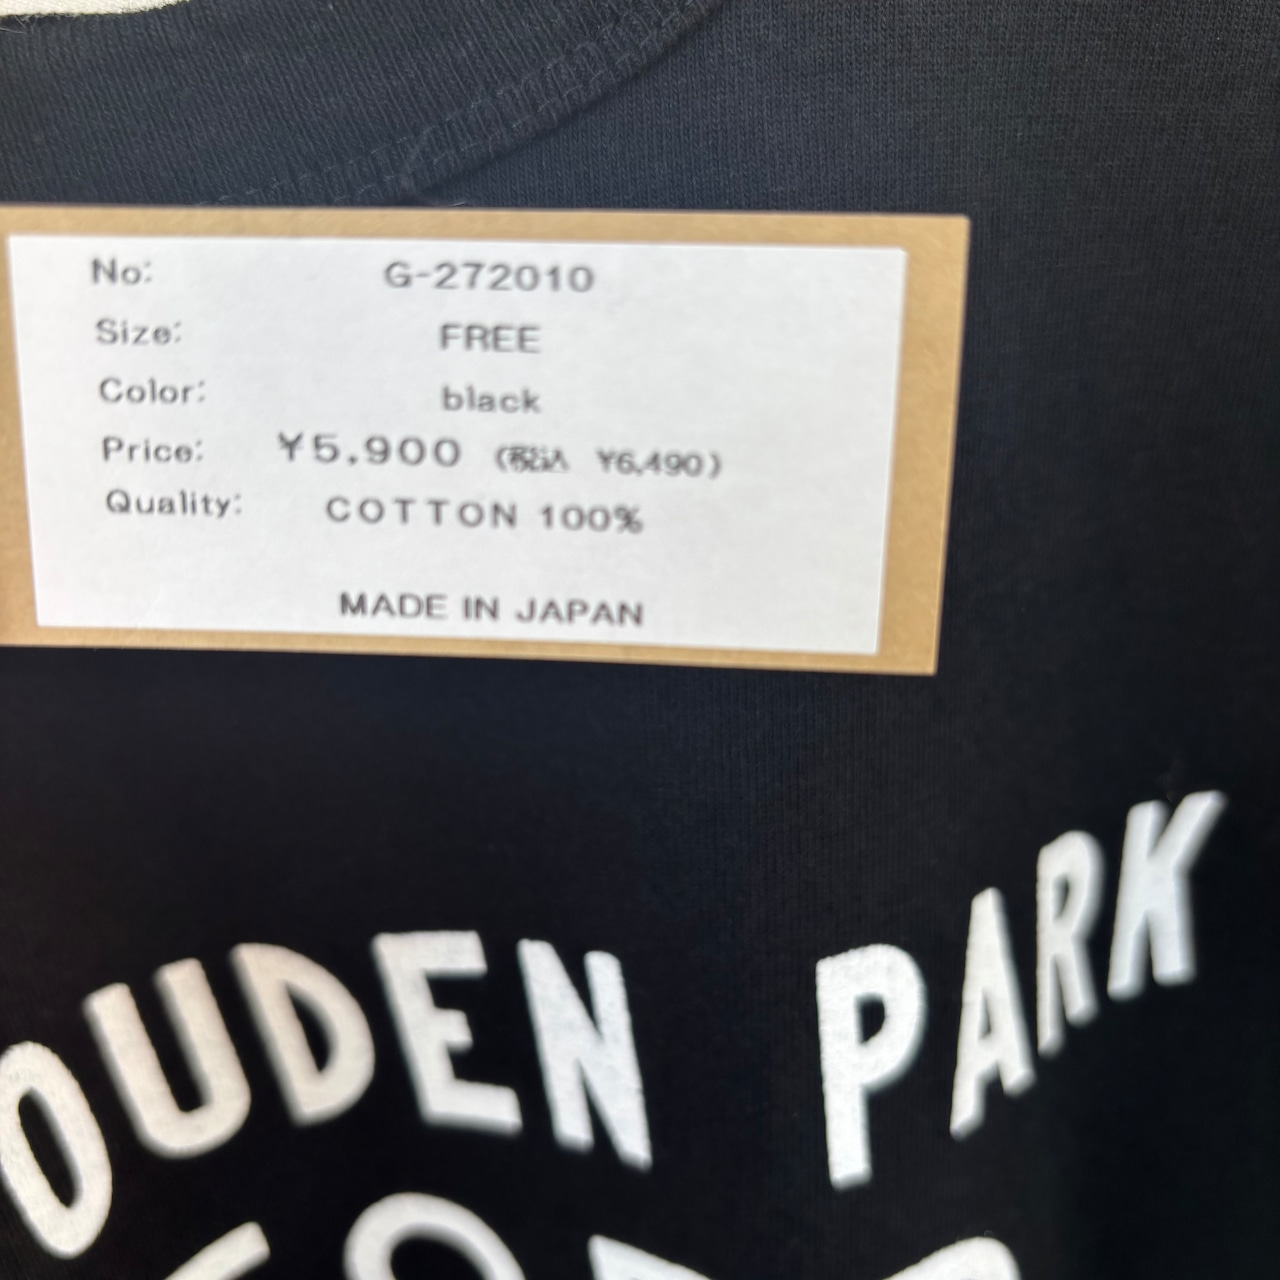 No: G-272010
Size: FREE
Color: black
Price: ¥5.900 (税込 ¥6,490)
Quality: COTTON 100%
MADE IN JAPAN
OUDEN PARK